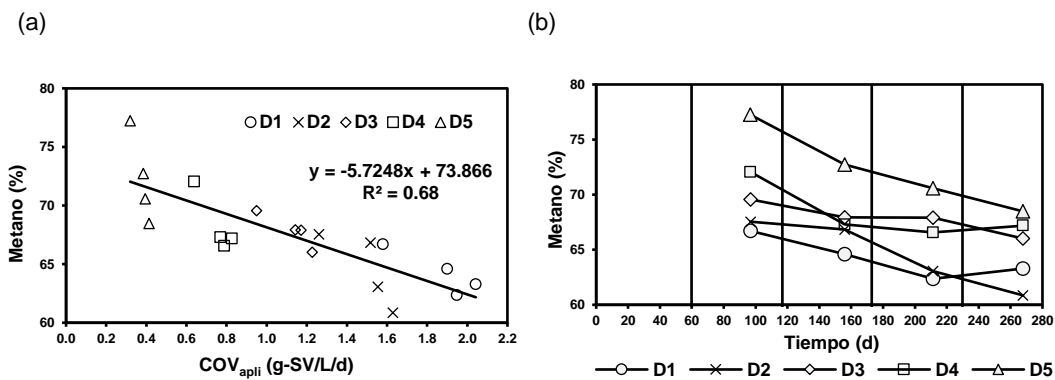 (a)
(b)
Metano (%)
80
75
70
65
60
D1 D2 D3 D4 D5
y = -5.7248x + 73.866
R² = 0.68
0.0 0.2 0.4 0.6 0.8 1.0 1.2 1.4 1.6 1.8 2.0 2.2
COVapli (g-SV/L/d)
Metano (%)
80
75
70
65
60
0 20 40 60 80 100 120 140 160 180 200 220 240 260 280
Tiempo (d)
D1 D2 D3 D4 D5